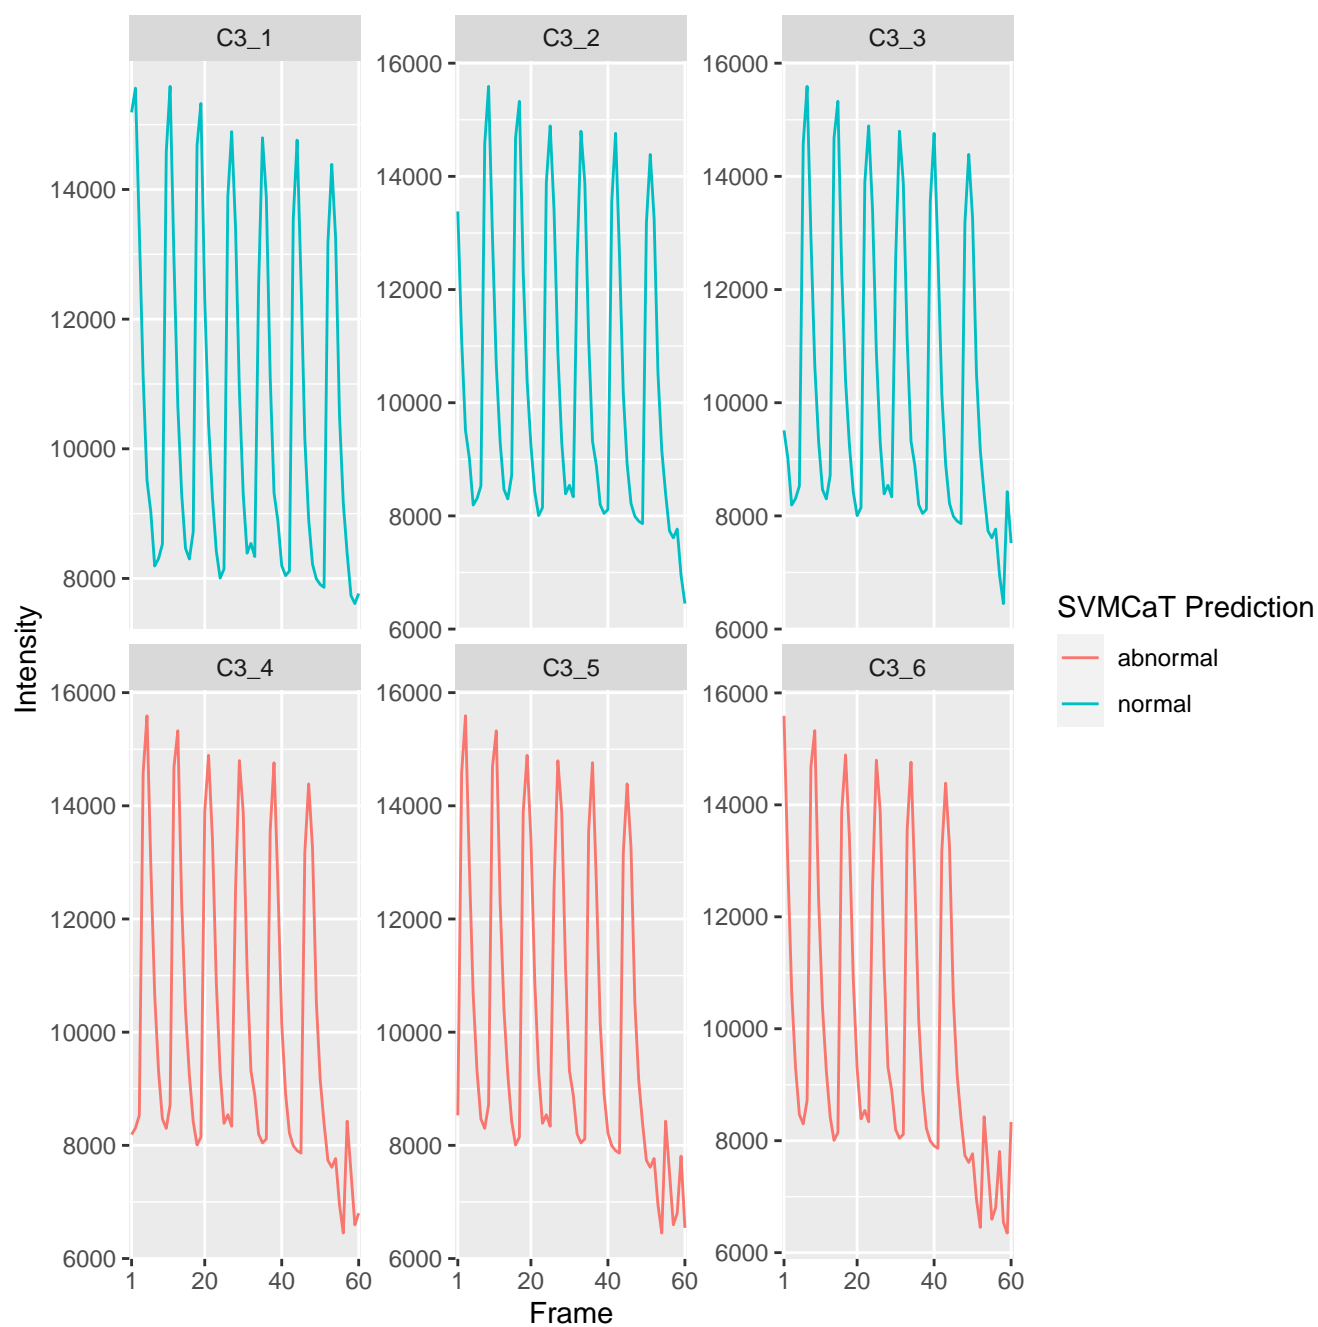 C3_1 C3_2 C3_3
16000 16000
14000 14000 14000
12000 12000 12000
10000 10000 10000
8000 8000 8000
6000 6000
Intensity
SVMCaT Prediction
abnormal
normal
C3_4 C3_5 C3_6
16000 16000 16000
14000 14000 14000
12000 12000 12000
10000 10000 10000
8000 8000 8000
6000 6000 6000
1 20 40 60 1 20 40 60 1 20 40 60
Frame